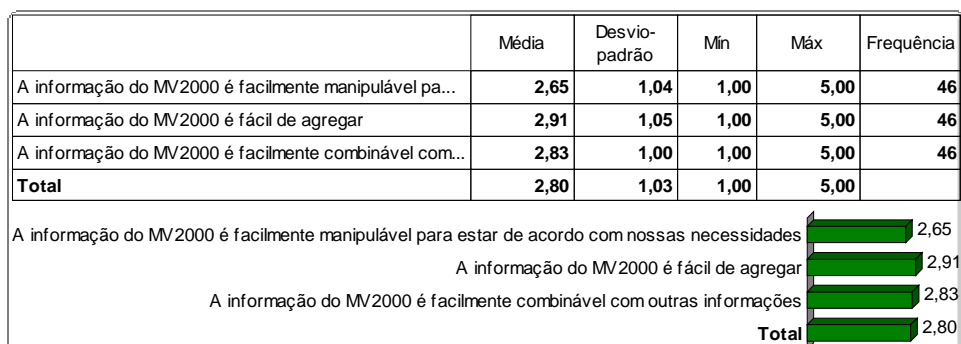 Média Desvio-padrão Mín Máx Frequência
A informação do MV2000 é facilmente manipulável pa... 2,65 1,04 1,00 5,00 46
A informação do MV2000 é fácil de agregar 2,91 1,05 1,00 5,00 46
A informação do MV2000 é facilmente combinável com... 2,83 1,00 1,00 5,00 46
Total 2,80 1,03 1,00 5,00
A informação do MV2000 é facilmente manipulável para estar de acordo com nossas necessidades 2,65
A informação do MV2000 é fácil de agregar 2,91
A informação do MV2000 é facilmente combinável com outras informações 2,83
Total 2,80